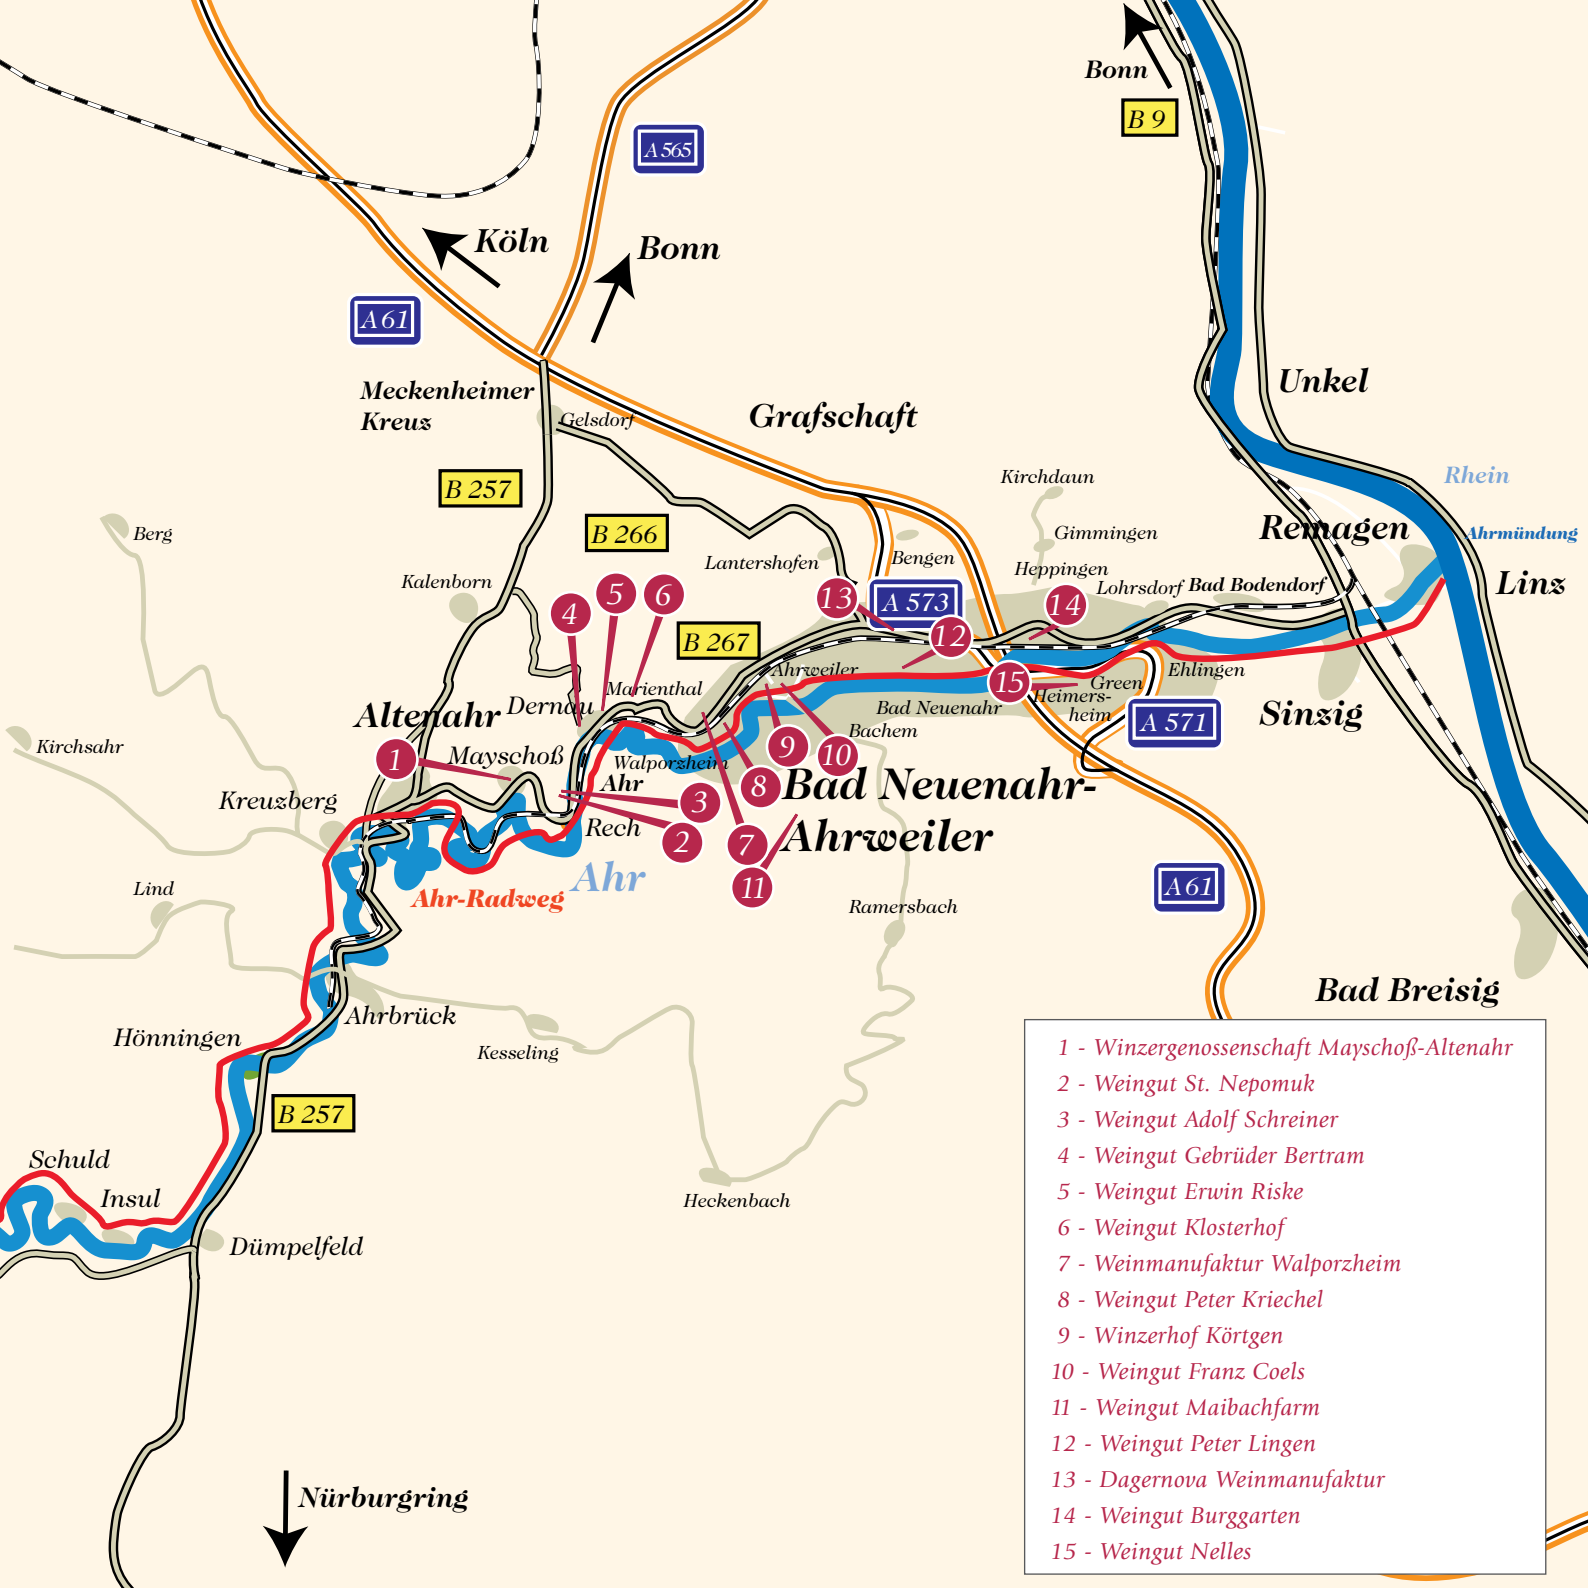 Bonn
B 9
A 565
Köln
Bonn
A 61
Meckenheimer
Kreuz
Gelsdorf
Grafschaft
Unkel
B 257
Kirchdaun
Rhein
Berg
B 266
Lantershofen
Bengen
Gimmingen
Remagen
Ahrmündung
Kalenborn
Heppingen
Lohrsdorf
Bad Bodendorf
Linz
4
5
6
13
A 573
14
B 267
12
Ahrweiler
Ehlingen
Marienthal
15
Green
Heimers-
heim
Altenahr
Dernau
Bad Neuenahr
Sinzig
A 571
Kirchsahr
1
Mayschoß
Walporzheim
9
10
Bachem
Ahr
8
Bad Neuenahr-
Ahrweiler
Kreuzberg
3
Rech
2
7
11
Ahr
Ahr-Radweg
Lind
A 61
Ramersbach
Bad Breisig
Ahrbrück
Hönningen
Kesseling
B 257
Schuld
Insul
Heckenbach
Dümpelfeld
Nürburgring
1 - Winzergenossenschaft Mayschoß-Altenahr
2 - Weingut St. Nepomuk
3 - Weingut Adolf Schreiner
4 - Weingut Gebrüder Bertram
5 - Weingut Erwin Riske
6 - Weingut Klosterhof
7 - Weinmanufaktur Walporzheim
8 - Weingut Peter Kriechel
9 - Winzerhof Körtgen
10 - Weingut Franz Coels
11 - Weingut Maibachfarm
12 - Weingut Peter Lingen
13 - Dagernova Weinmanufaktur
14 - Weingut Burggarten
15 - Weingut Nelles